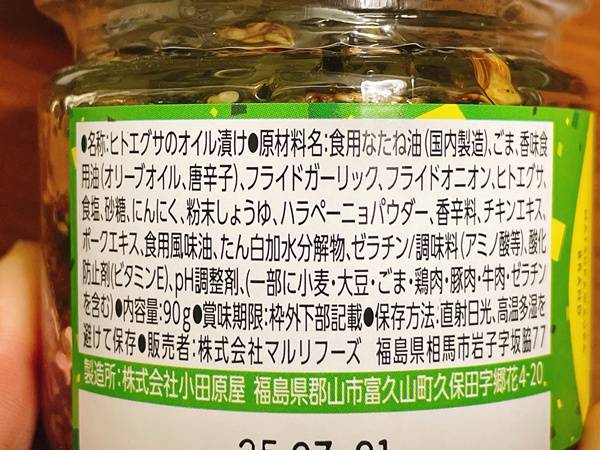 ●名称:ヒトエグサのオイル漬け●原材料名:食用なたね油(国内製造)、ごま、香味食
用油(オリーブオイル、唐辛子)、フライドガーリック、フライドオニオン、ヒトエグサ、
食塩、砂糖、にんにく、粉末しょうゆ、ハラペーニョパウダー、香辛料、チキンエキス、
ポークエキス、食用風味油、たん白加水分解物、ゼラチン/調味料(アミノ酸等)、酸化
防止剤(ビタミンE)、pH調整剤、(一部に小麦・大豆・ごま・鶏肉・豚肉・牛肉・ゼラチン
を含む)●内容量:90g●賞味期限:枠外下部記載●保存方法:直射日光、高温多湿を
避けて保存●販売者:株式会社マルリフーズ 福島県相馬市岩子字坂脇77
製造所:株式会社小田原屋 福島県郡山市富久山町久保田字郷花4-20